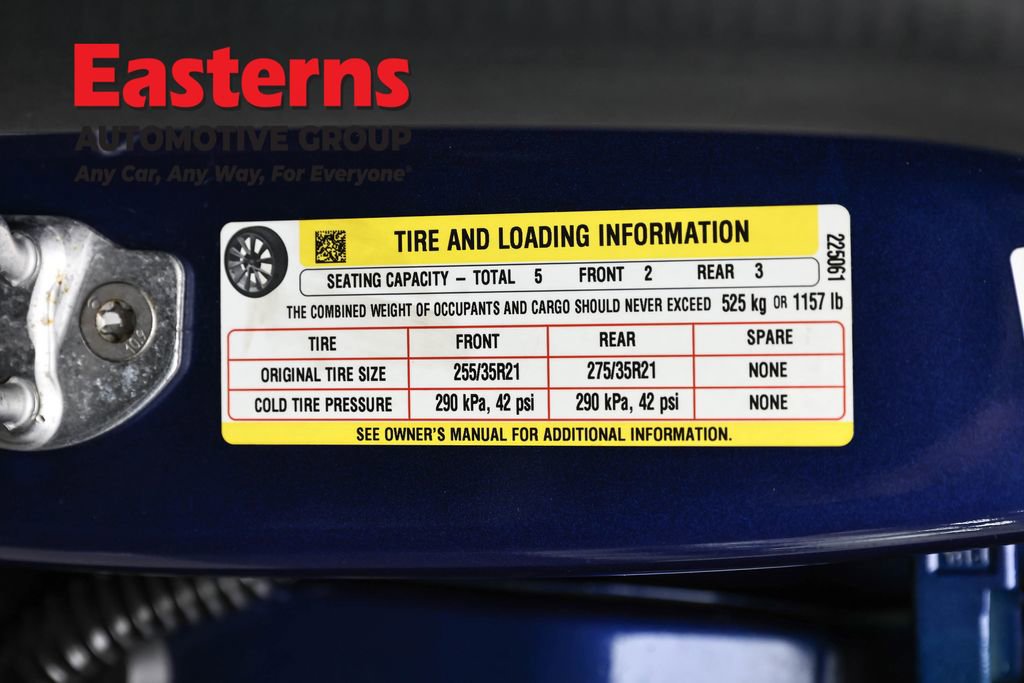 Easterns
AUTOMOTIVE GROUP
Any Car, Any Way, For Everyone®
TIRE AND LOADING INFORMATION
225061
SEATING CAPACITY – TOTAL 5 FRONT 2 REAR 3
THE COMBINED WEIGHT OF OCCUPANTS AND CARGO SHOULD NEVER EXCEED 525 kg OR 1157 lb
TIRE FRONT REAR SPARE
ORIGINAL TIRE SIZE 255/35R21 275/35R21 NONE
COLD TIRE PRESSURE 290 kPa, 42 psi 290 kPa, 42 psi NONE
SEE OWNER'S MANUAL FOR ADDITIONAL INFORMATION.